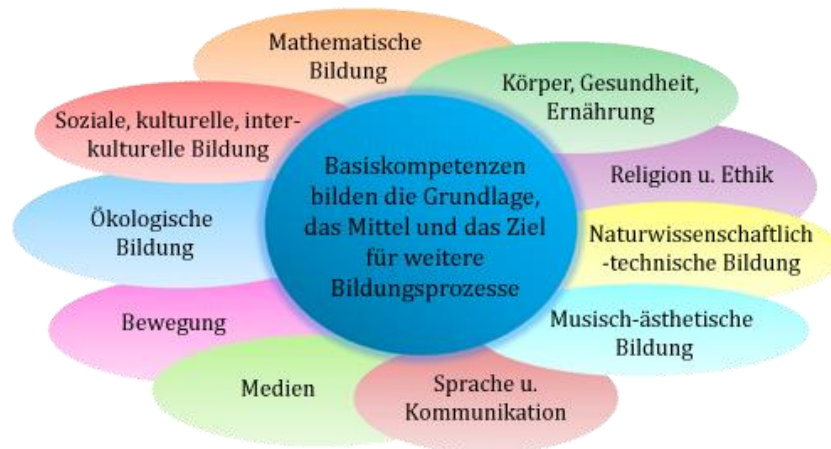 Mathematische
Bildung
Körper, Gesundheit,
Ernährung
Soziale, kulturelle, inter-
kulturelle Bildung
Religion u. Ethik
Basiskompetenzen
bilden die Grundlage,
das Mittel und das Ziel
für weitere
Bildungsprozesse
Ökologische
Bildung
Naturwissenschaftlich
-technische Bildung
Bewegung
Musisch-ästhetische
Bildung
Medien
Sprache u.
Kommunikation